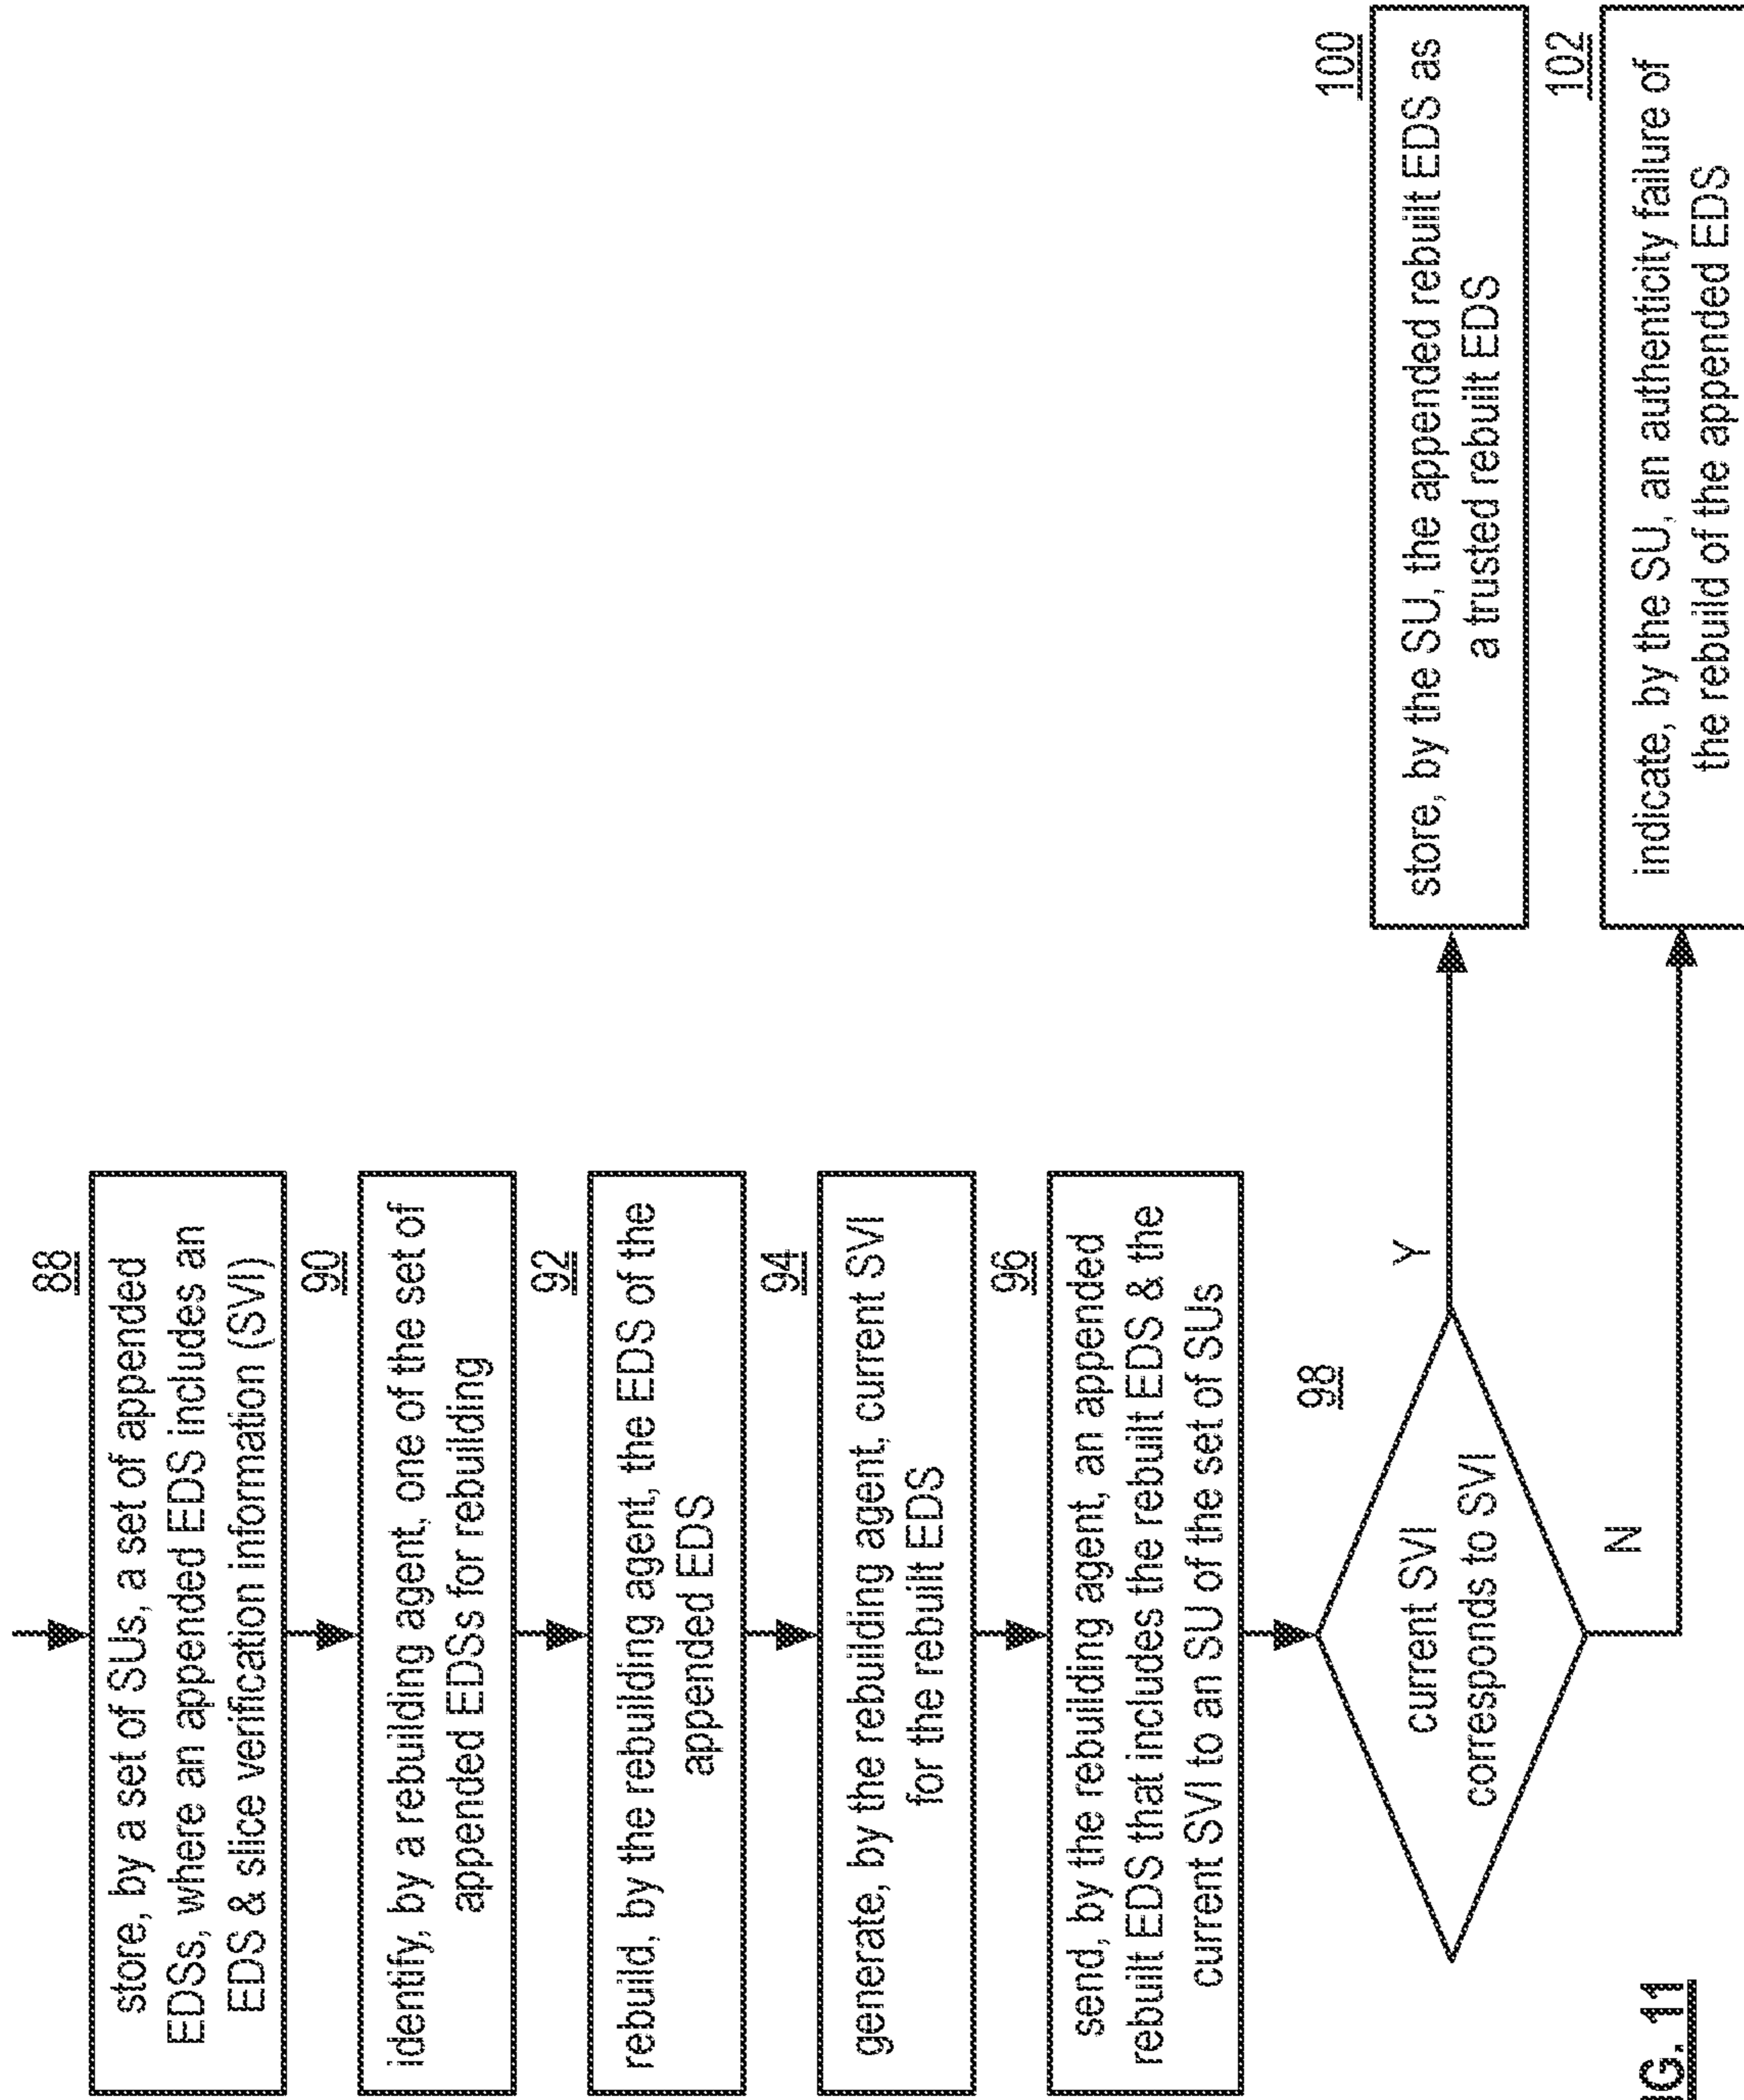 88
store, by a set of SUs, a set of appended
EDSs, where an appended EDS includes an
EDS & slice verification information (SVI)
90
identify, by a rebuilding agent, one of the set of
appended EDSs for rebuilding
92
rebuild, by the rebuilding agent, the EDS of the
appended EDS
94
generate, by the rebuilding agent, current SVI
for the rebuilt EDS
96
send, by the rebuilding agent, an appended
rebuilt EDS that includes the rebuilt EDS & the
current SVI to an SU of the set of SUs
98
current SVI
corresponds to SVI
Y
N
100
store, by the SU, the appended rebuilt EDS as
a trusted rebuilt EDS
102
indicate, by the SU, an authenticity failure of
the rebuild of the appended EDS
IG. 11